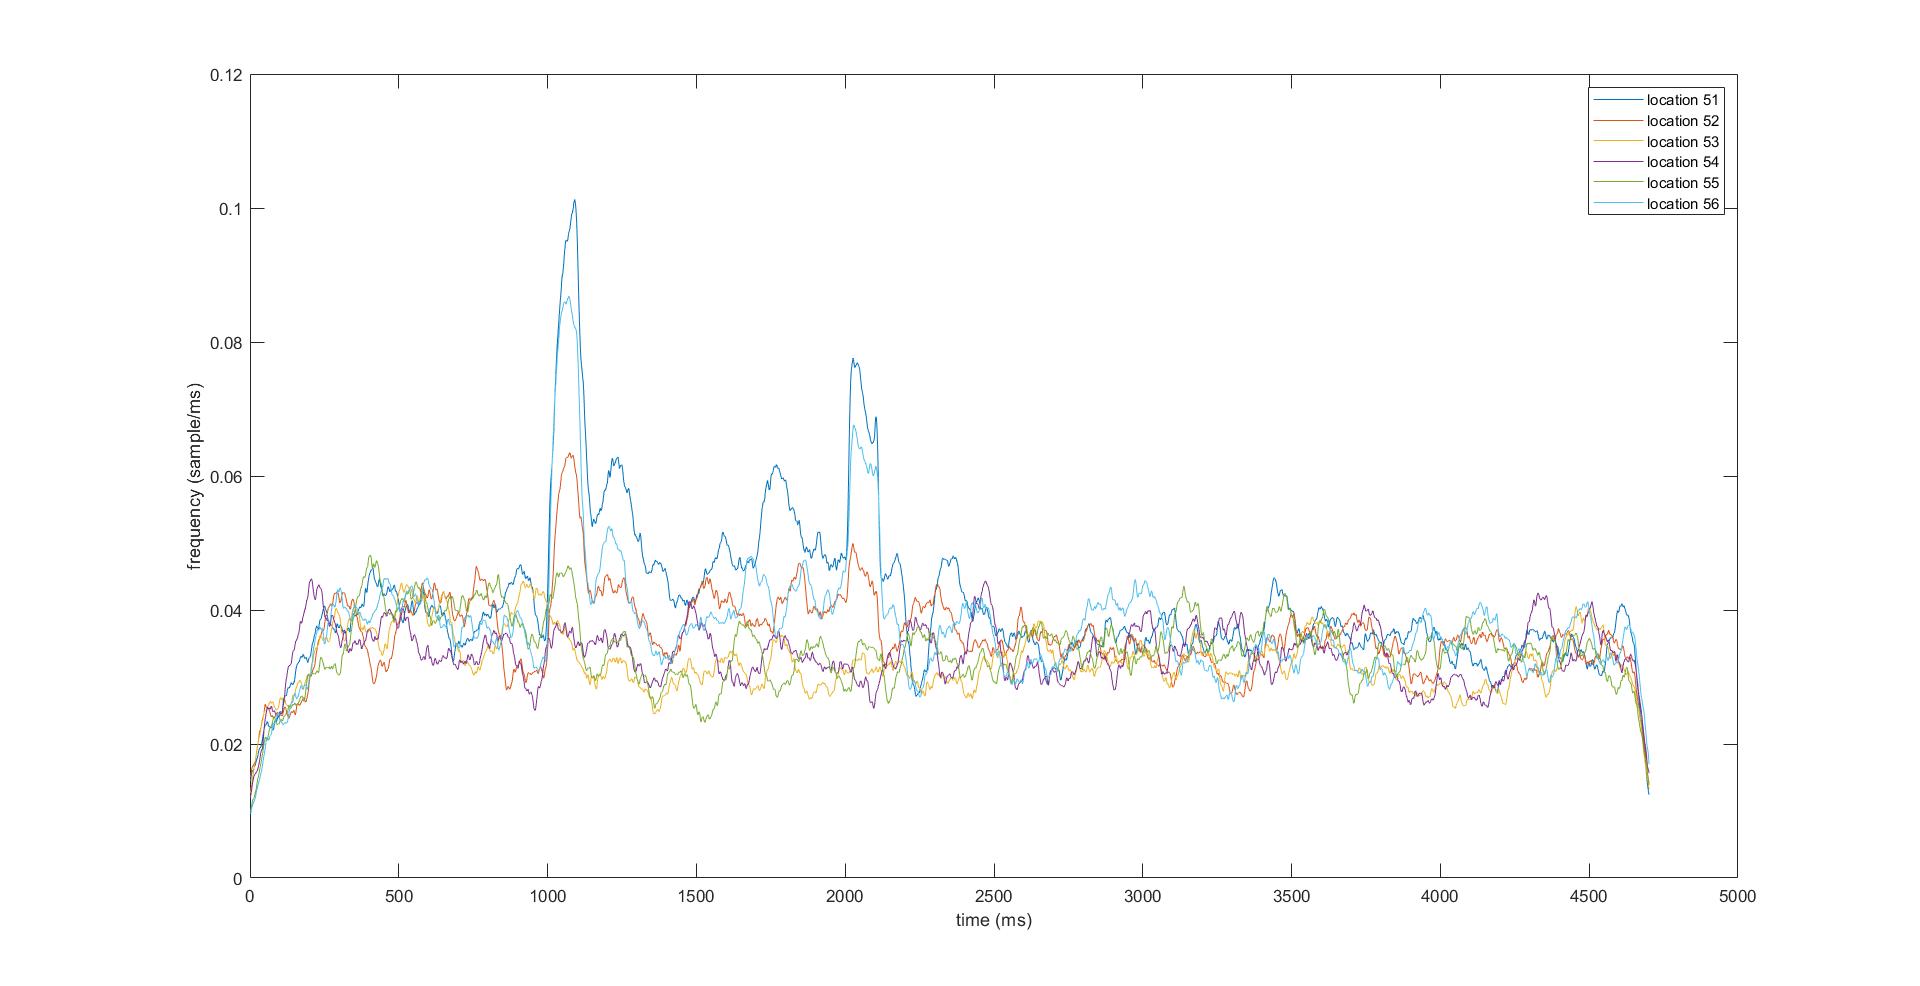 0.12
0.1
0.08
0.06
0.04
0.02
0
frequency (sample/ms)
location 51
location 52
location 53
location 54
location 55
location 56
0 500 1000 1500 2000 2500 3000 3500 4000 4500 5000
time (ms)